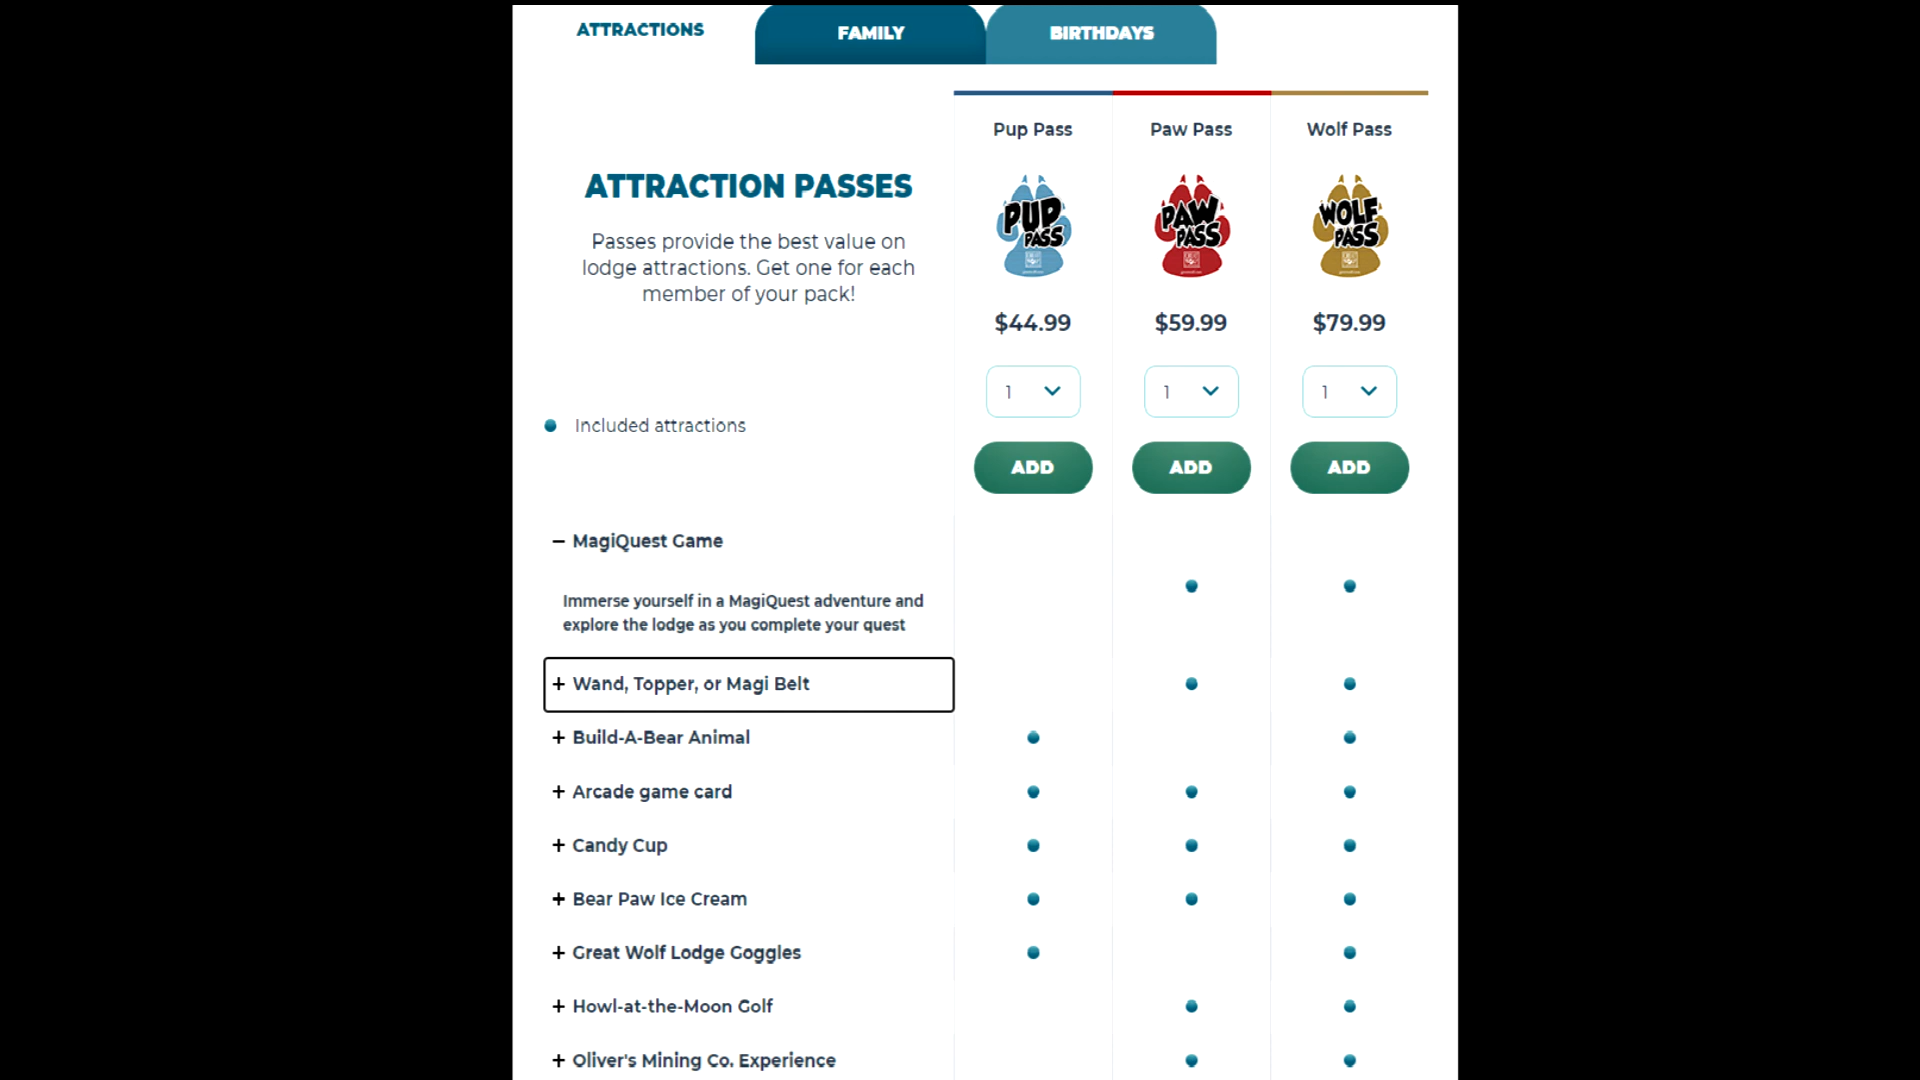 ATTRACTIONS
FAMILY
BIRTHDAYS
Pup Pass
Paw Pass
Wolf Pass
ATTRACTION PASSES
Passes provide the best value on
lodge attractions. Get one for each
member of your pack!
PUP
PASS
PAW
PASS
WOLF
PASS
$44.99
$59.99
$79.99
1
1
1
Included attractions
ADD
ADD
ADD
MagiQuest Game
Immerse yourself in a MagiQuest adventure and
explore the lodge as you complete your quest
Wand, Topper, or Magi Belt
Build-A-Bear Animal
Arcade game card
Candy Cup
Bear Paw Ice Cream
Great Wolf Lodge Goggles
Howl-at-the-Moon Golf
Oliver's Mining Co. Experience